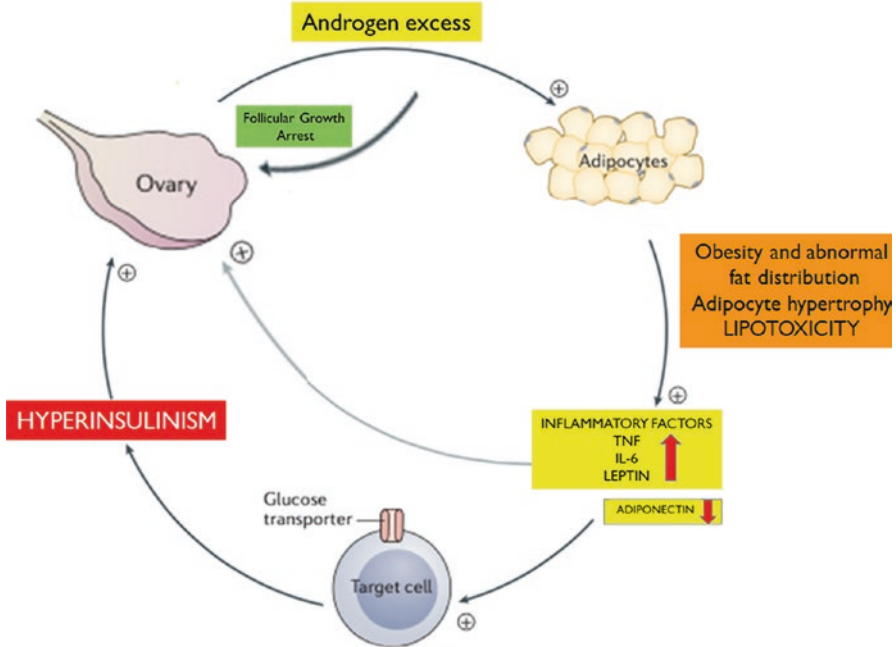 Androgen excess
Follicular Growth
Arrest
Ovary
Adipocytes
Obesity and abnormal
fat distribution
Adipocyte hypertrophy
LIPOTOXICITY
HYPERINSULINISM
INFLAMMATORY FACTORS
TNF
IL-6
LEPTIN
ADIPONECTIN
Glucose
transporter
Target cell